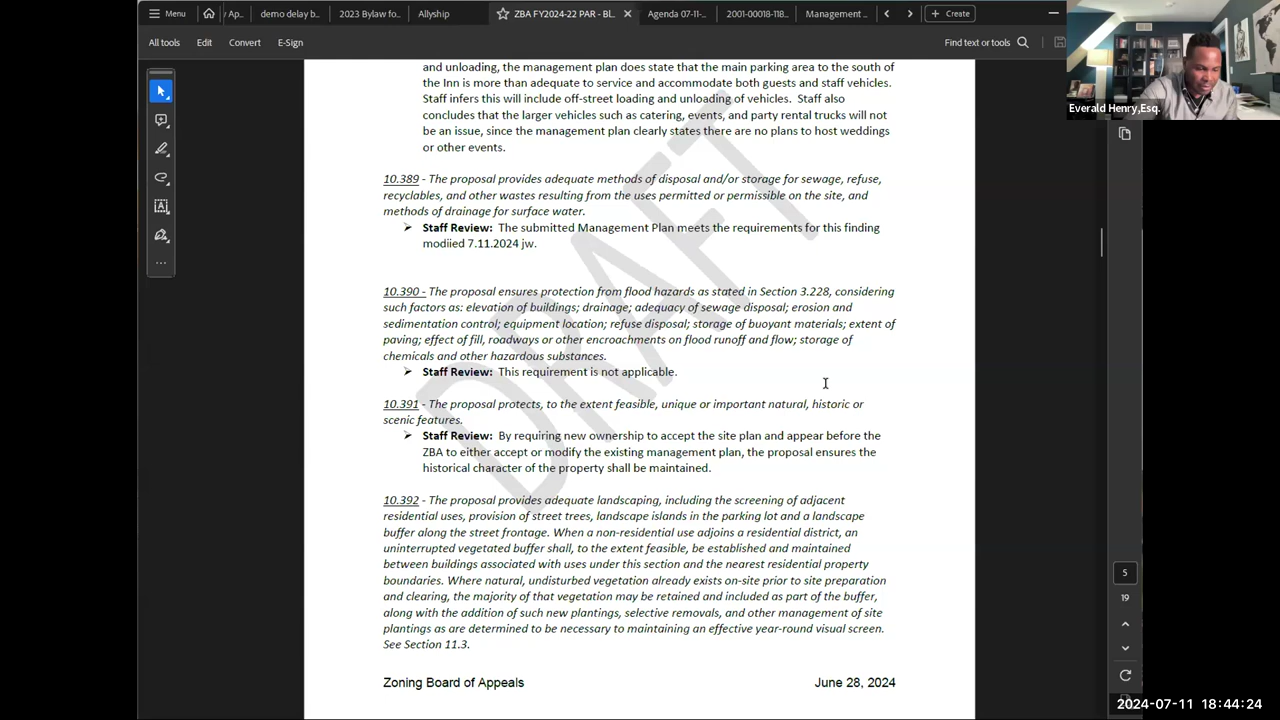 Menu
y Ap..
demo delay b...
2023 Bylaw fo...
Allyship
ZBA FY2024-22 PAR - BL...
Agenda 07-11-...
2001-00018-118...
Management ...
Create
All tools
Edit
Convert
E-Sign
Find text or tools
Everald Henry,Esq.
and unloading, the management plan does state that the main parking area to the south of
the Inn is more than adequate to service and accommodate both guests and staff vehicles.
Staff infers this will include off-street loading and unloading of vehicles. Staff also
concludes that the larger vehicles such as catering, events, and party rental trucks will not
be an issue, since the management plan clearly states there are no plans to host weddings
or other events.
10.389 - The proposal provides adequate methods of disposal and/or storage for sewage, refuse,
recyclables, and other wastes resulting from the uses permitted or permissible on the site, and
methods of drainage for surface water.
➢ Staff Review: The submitted Management Plan meets the requirements for this finding
modiied 7.11.2024 jw.
10.390 - The proposal ensures protection from flood hazards as stated in Section 3.228, considering
such factors as: elevation of buildings; drainage; adequacy of sewage disposal; erosion and
sedimentation control; equipment location; refuse disposal; storage of buoyant materials; extent of
paving; effect of fill, roadways or other encroachments on flood runoff and flow; storage of
chemicals and other hazardous substances.
➢ Staff Review: This requirement is not applicable.
10.391 - The proposal protects, to the extent feasible, unique or important natural, historic or
scenic features.
➢ Staff Review: By requiring new ownership to accept the site plan and appear before the
ZBA to either accept or modify the existing management plan, the proposal ensures the
historical character of the property shall be maintained.
10.392 - The proposal provides adequate landscaping, including the screening of adjacent
residential uses, provision of street trees, landscape islands in the parking lot and a landscape
buffer along the street frontage. When a non-residential use adjoins a residential district, an
uninterrupted vegetated buffer shall, to the extent feasible, be established and maintained
between buildings associated with uses under this section and the nearest residential property
boundaries. Where natural, undisturbed vegetation already exists on-site prior to site preparation
and clearing, the majority of that vegetation may be retained and included as part of the buffer,
along with the addition of such new plantings, selective removals, and other management of site
plantings as are determined to be necessary to maintaining an effective year-round visual screen.
See Section 11.3.
Zoning Board of Appeals
June 28, 2024
DRAFT
5
19
2024-07-11 18:44:24